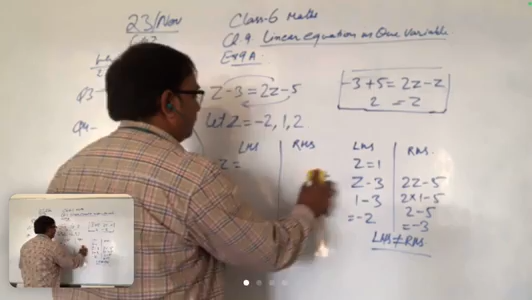 23/Nov
Class-6 Maths
Ch.9 Linear equation in One Variable
Ex 9A
Q3
Z-3=2Z-5
-3+5=2Z-Z
2=Z
Q4-
let Z=-2,1,2
LHS RHS
Z=
LHS RHS.
Z=1
Z-3 2Z-5
1-3 2×1-5
=-2 2-5
=-3
LHS≠RHS